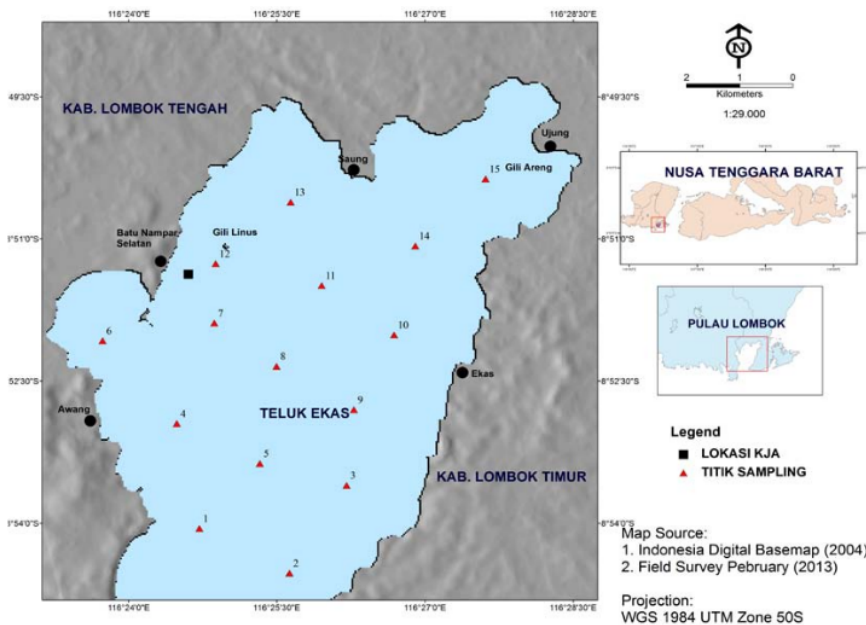 116°24'0"E 116°25'30"E 116°27'0"E 116°28'30"E
N
2 1 0
Kilometers
1:29.000
49'30"S
8°49'30"S
KAB. LOMBOK TENGAH
Ujung
Saung
Gili Areng
15
13
NUSA TENGGARA BARAT
Batu Nampar
Selatan
Gili Linus
12
14
°51'0"S
8°51'0"S
11
7
10
6
PULAU LOMBOK
8
52'30"S
8°52'30"S
Ekas
Awang
9
TELUK EKAS
4
5
3
KAB. LOMBOK TIMUR
Legend
LOKASI KJA
TITIK SAMPLING
1
°54'0"S
8°54'0"S
2
Map Source:
1. Indonesia Digital Basemap (2004)
2. Field Survey Pebruary (2013)
Projection:
WGS 1984 UTM Zone 50S
116°24'0"E 116°25'30"E 116°27'0"E 116°28'30"E